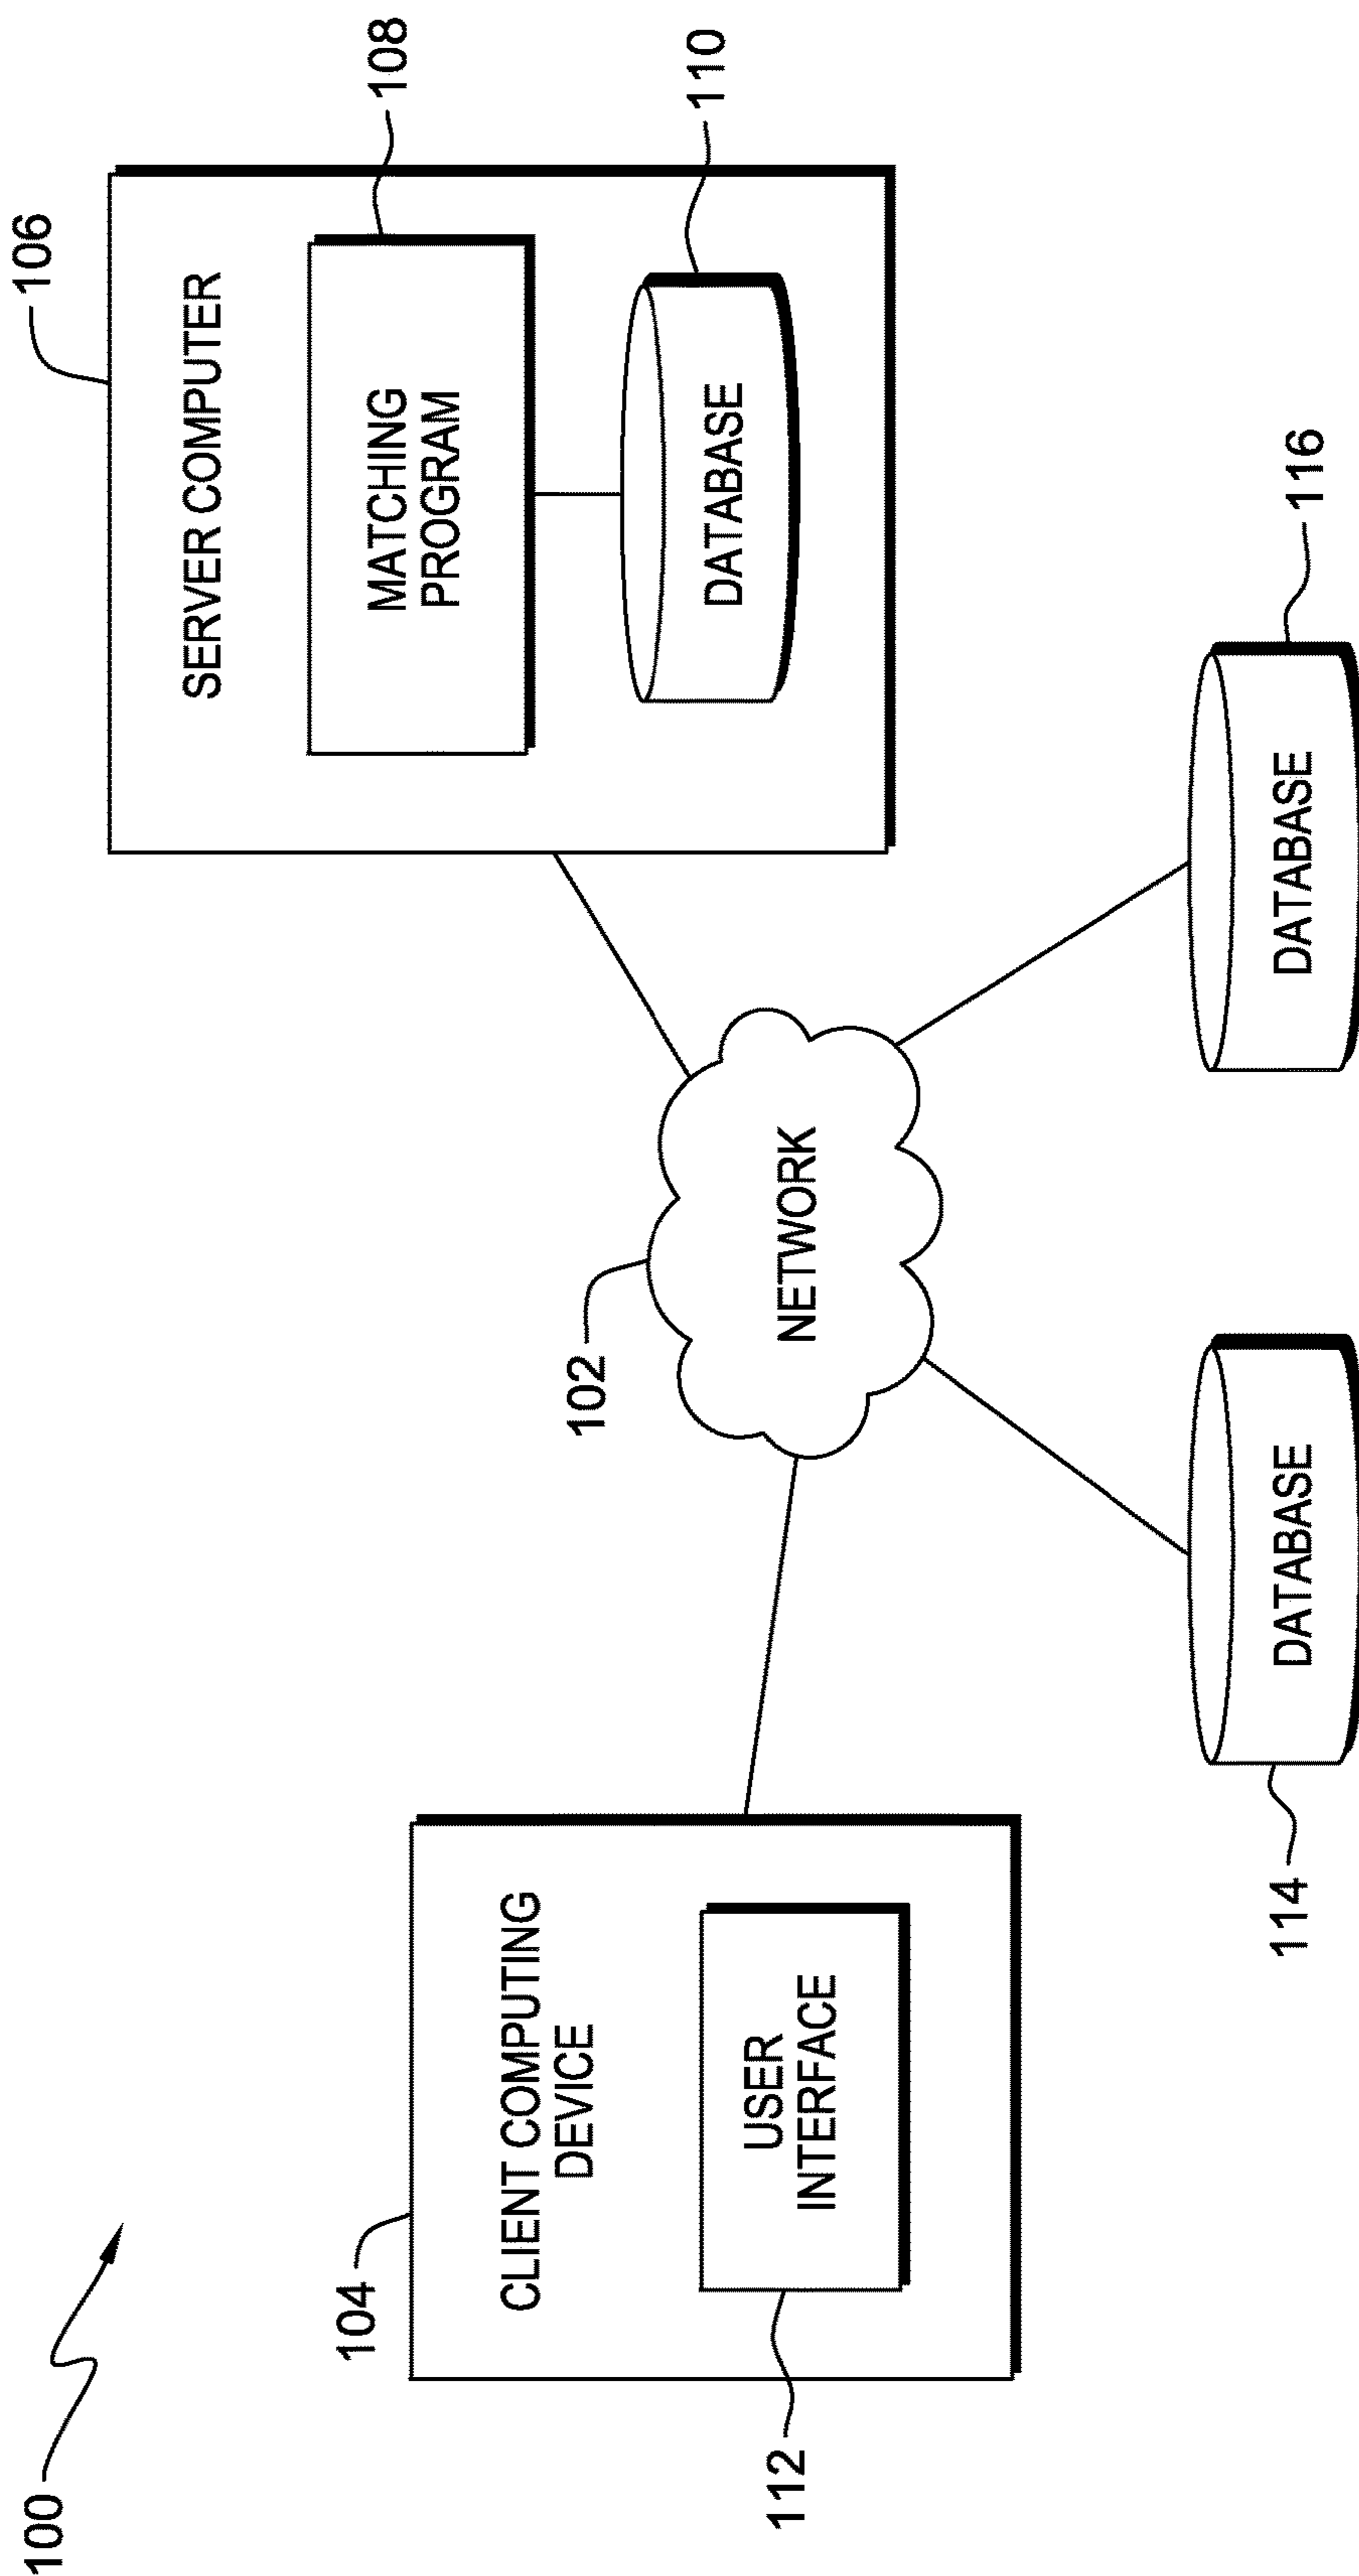 100
106
SERVER COMPUTER
108
MATCHING
PROGRAM
110
DATABASE
104
CLIENT COMPUTING
DEVICE
102
NETWORK
USER
INTERFACE
112
114
DATABASE
116
DATABASE